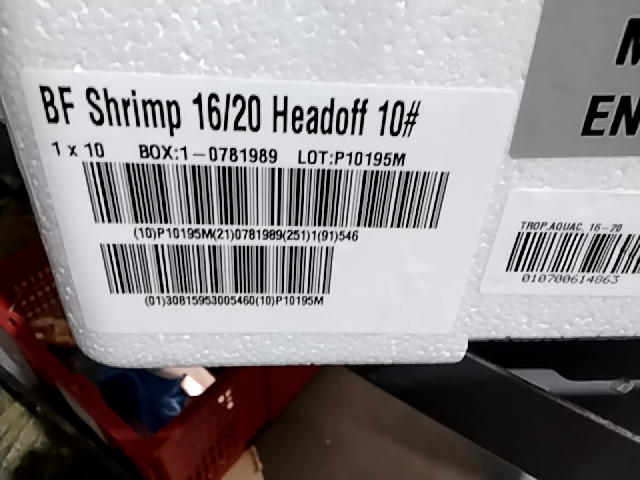 BF Shrimp 16/20 Headoff 10#
1 x 10 BOX:1-0781989 LOT:P10195M
(10)P10195M(21)0781989(251)1(91)546
(01)30815953005460(10)P10195M
M
EN
TROP.AQUAC. 16-20
010700614863